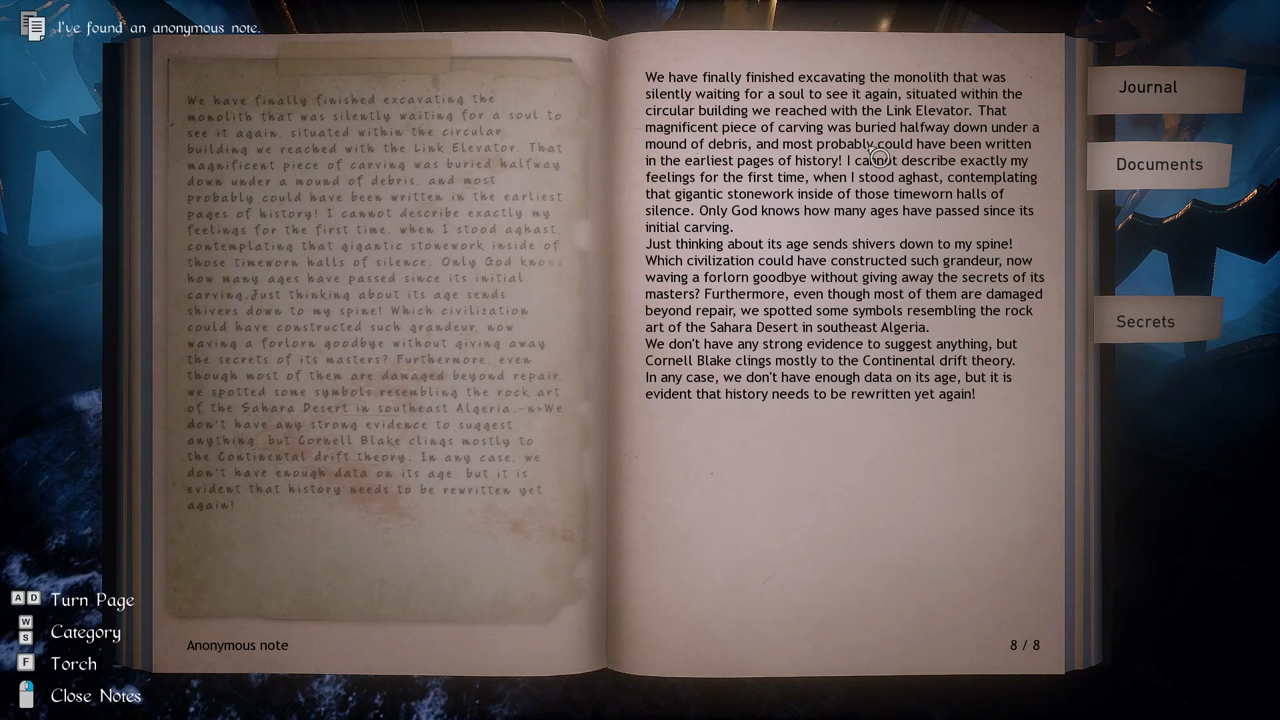 I've found an anonymous note.
We have finally finished excavating the
monolith that was silently waiting for a soul to
see it again, situated within the circular
building we reached with the Link Elevator. That
magnificent piece of carving was buried halfway
down under a mound of debris, and most
probably could have been written in the earliest
pages of history! I cannot describe exactly my
feelings for the first time, when I stood aghast,
contemplating that gigantic stonework inside of
those timeworn halls of silence. Only God knows
how many ages have passed since its initial
carving.Just thinking about its age sends
shivers down to my spine! Which civilization
could have constructed such grandeur, now
waving a forlorn goodbye without giving away
the secrets of its masters? Furthermore, even
though most of them are damaged beyond repair,
we spotted some symbols resembling the rock art
of the Sahara Desert in southeast Algeria.-n>We
don't have any strong evidence to suggest
anything, but Cornell Blake clings mostly to
the Continental drift theory. In any case, we
don't have enough data on its age, but it is
evident that history needs to be rewritten yet
again!
Anonymous note
We have finally finished excavating the monolith that was
silently waiting for a soul to see it again, situated within the
circular building we reached with the Link Elevator. That
magnificent piece of carving was buried halfway down under a
mound of debris, and most probably could have been written
in the earliest pages of history! I cannot describe exactly my
feelings for the first time, when I stood aghast, contemplating
that gigantic stonework inside of those timeworn halls of
silence. Only God knows how many ages have passed since its
initial carving.
Just thinking about its age sends shivers down to my spine!
Which civilization could have constructed such grandeur, now
waving a forlorn goodbye without giving away the secrets of its
masters? Furthermore, even though most of them are damaged
beyond repair, we spotted some symbols resembling the rock
art of the Sahara Desert in southeast Algeria.
We don't have any strong evidence to suggest anything, but
Cornell Blake clings mostly to the Continental drift theory.
In any case, we don't have enough data on its age, but it is
evident that history needs to be rewritten yet again!
8 / 8
Journal
Documents
Secrets
A D Turn Page
W S Category
F Torch
Close Notes